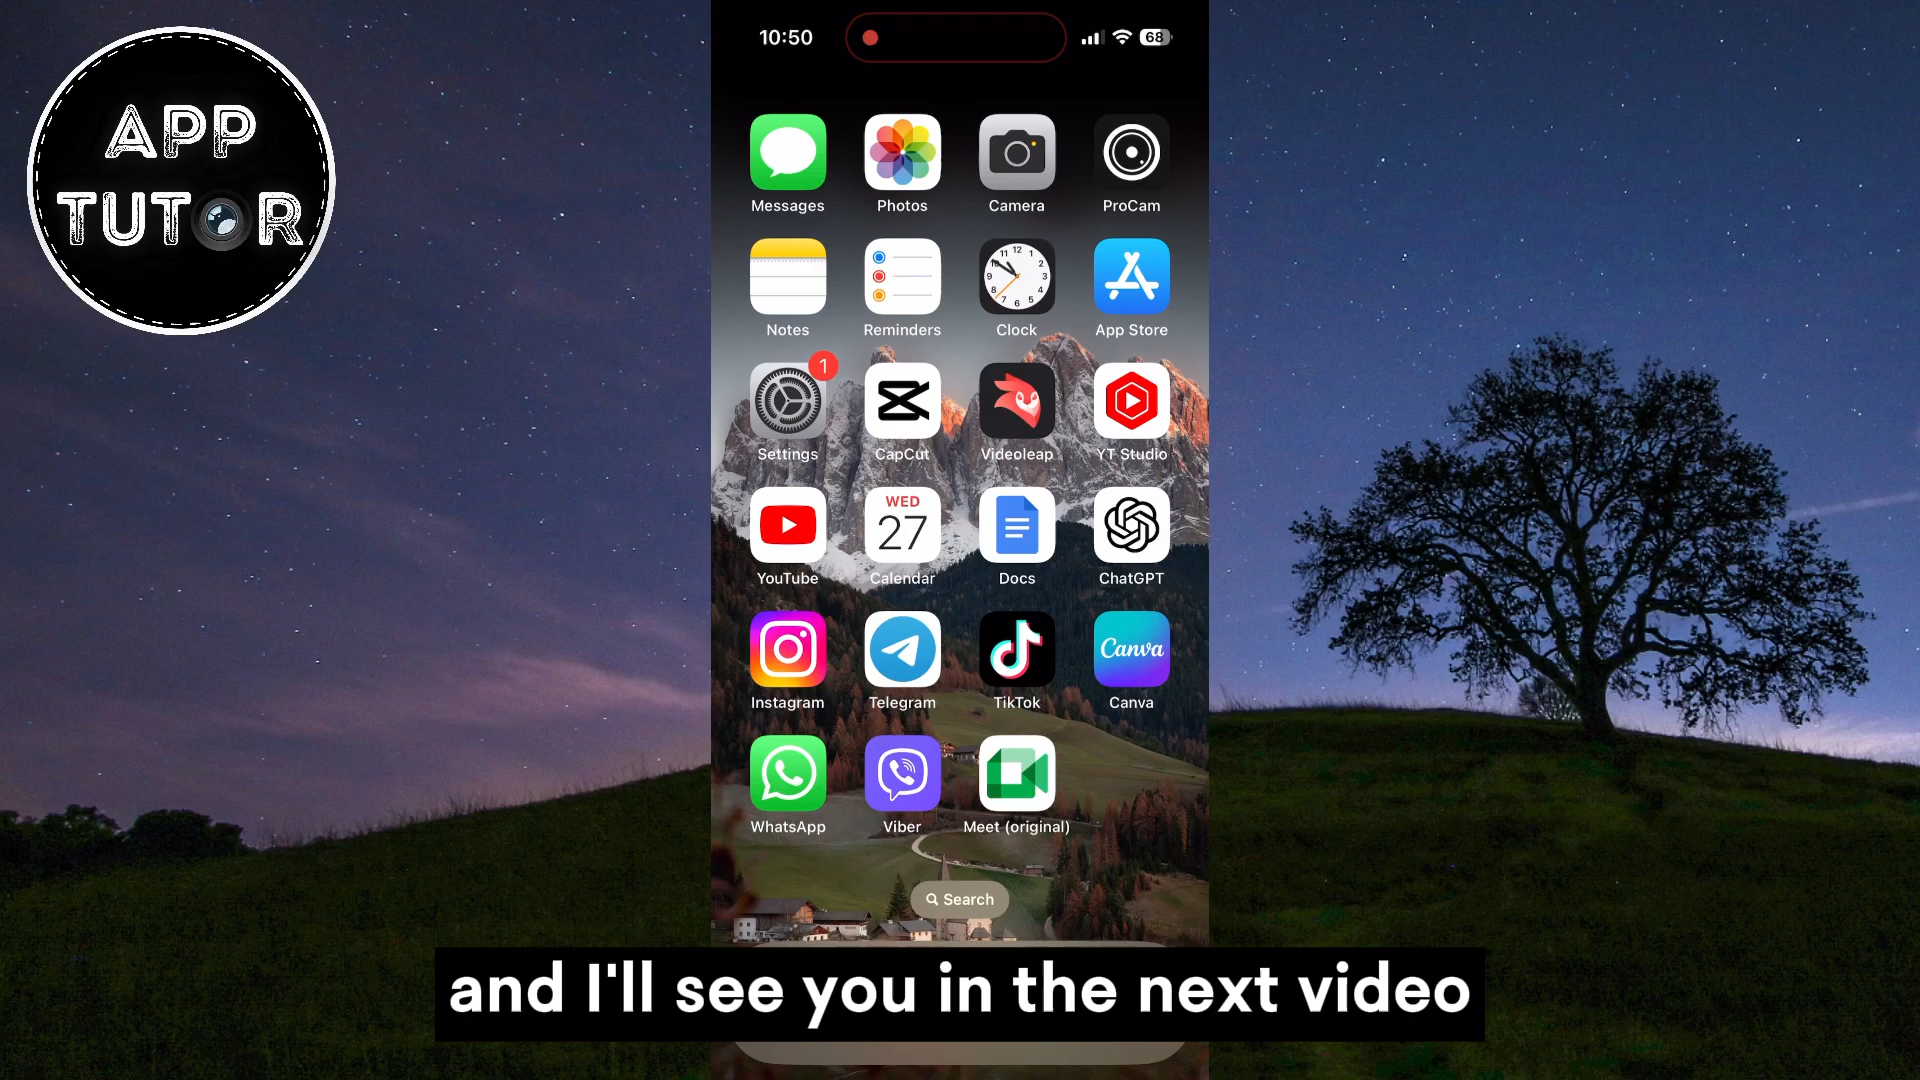 APP
TUTOR
10:50
68
Messages
Photos
Camera
ProCam
Notes
Reminders
Clock
App Store
1
Settings
CapCut
Videoleap
YT Studio
WED
27
YouTube
Calendar
Docs
ChatGPT
Canva
Instagram
Telegram
TikTok
Canva
WhatsApp
Viber
Meet (original)
Search
and I'll see you in the next video